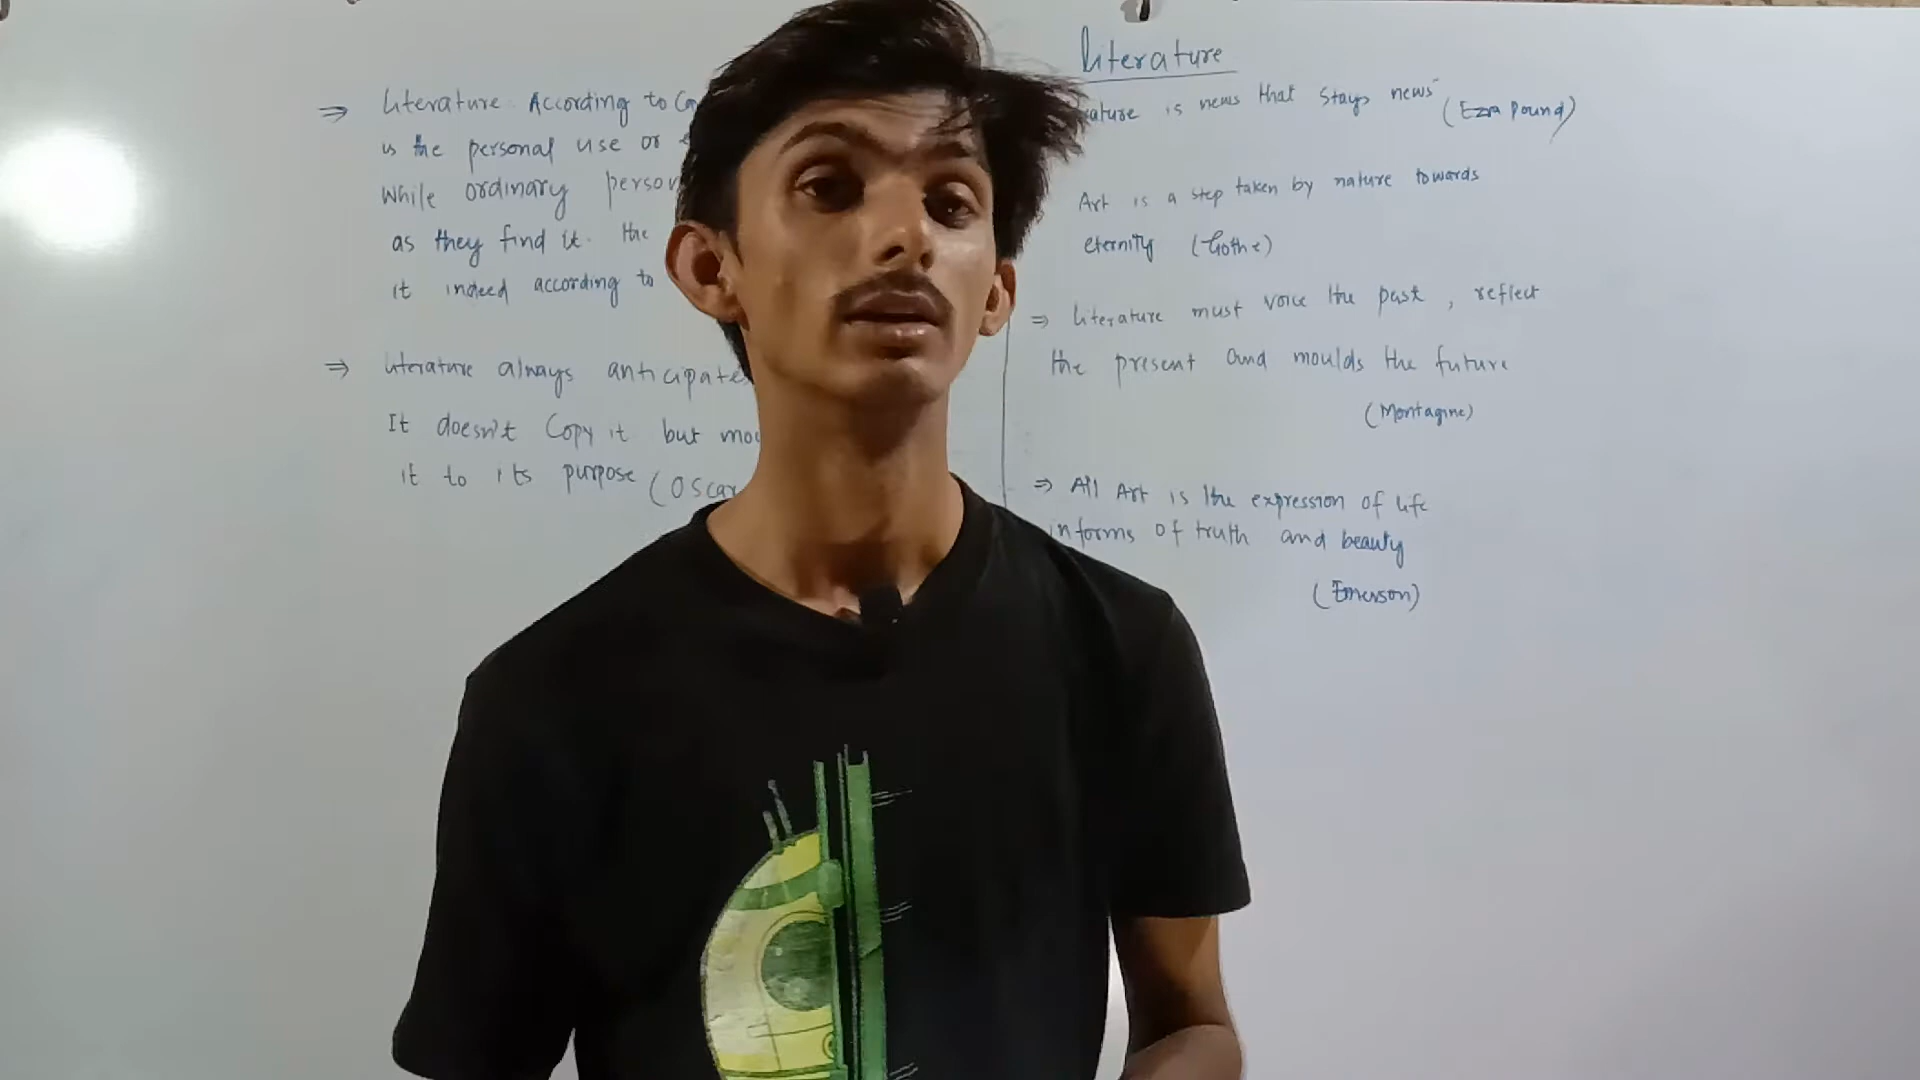 literature
⇒ literature According to
is the personal use or
While ordinary
as they find it. the
it indeed according to
⇒ literature always anticipates
It doesn't Copy it but
it to its purpose (Oscar
is news that stays news" (Ezra Pound)
Art is a step taken by nature towards
eternity (Gothe)
⇒ literature must voice the past, reflect
the present and moulds the future
(Montagine)
⇒ All Art is the expression of life
in forms of truth and beauty
(Emerson)